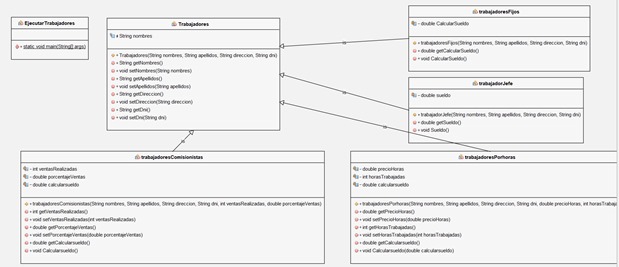 EjecutarTrabajadores
+ static void main(String[] args)
Trabajadores
# String nombres
+ Trabajadores(String nombres, String apellidos, String direccion, String dni)
+ String getNombres()
+ void setNombres(String nombres)
+ String getApellidos()
+ void setApellidos(String apellidos)
+ String getDireccion()
+ void setDireccion(String direccion)
+ String getDni()
+ void setDni(String dni)
trabajadoresFijos
- double CalcularSueldo
+ trabajadoresFijos(String nombres, String apellidos, String direccion, String dni)
+ double getCalcularSueldo()
+ void CalcularSueldo()
trabajadorJefe
- double sueldo
+ trabajadorJefe(String nombres, String apellidos, String direccion, String dni)
+ double getSueldo()
+ void Sueldo()
trabajadoresComisionistas
- int ventasRealizadas
- double porcentajeVentas
- double calcularsueldo
+ trabajadoresComisionistas(String nombres, String apellidos, String direccion, String dni, int ventasRealizadas, double porcentajeVentas)
+ int getVentasRealizadas()
+ void setVentasRealizadas(int ventasRealizadas)
+ double getPorcentajeVentas()
+ void setPorcentajeVentas(double porcentajeVentas)
+ double getCalcularsueldo()
+ void Calcularsueldo()
trabajadoresPorhoras
- double precioHoras
- int horasTrabajadas
- double calcularsueldo
+ trabajadoresPorhoras(String nombres, String apellidos, String direccion, String dni, double precioHoras, int horasTrabaja
+ double getPrecioHoras()
+ void setPrecioHoras(double precioHoras)
+ int getHorasTrabajadas()
+ void setHorasTrabajadas(int horasTrabajadas)
+ double getCalcularsueldo()
+ void Calcularsueldo(double calcularsueldo)